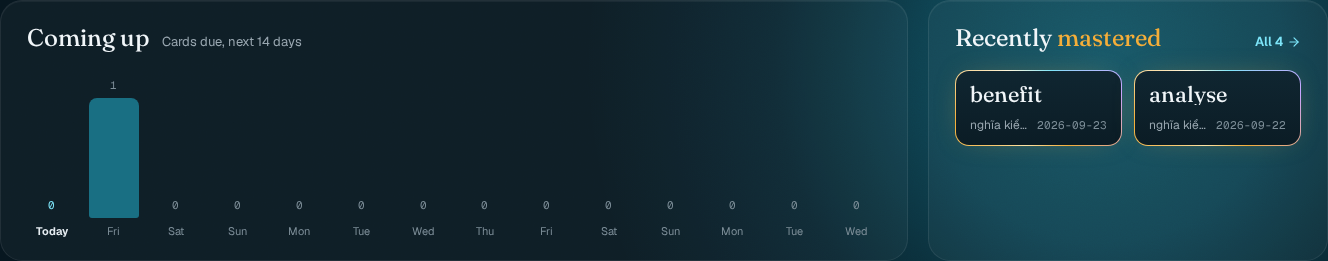 Coming up Cards due, next 14 days
1
0 0 0 0 0 0 0 0 0 0 0 0 0
Today Fri Sat Sun Mon Tue Wed Thu Fri Sat Sun Mon Tue Wed
Recently mastered All 4 →
benefit
nghĩa kiể... 2026-09-23
analyse
nghĩa kiể... 2026-09-22